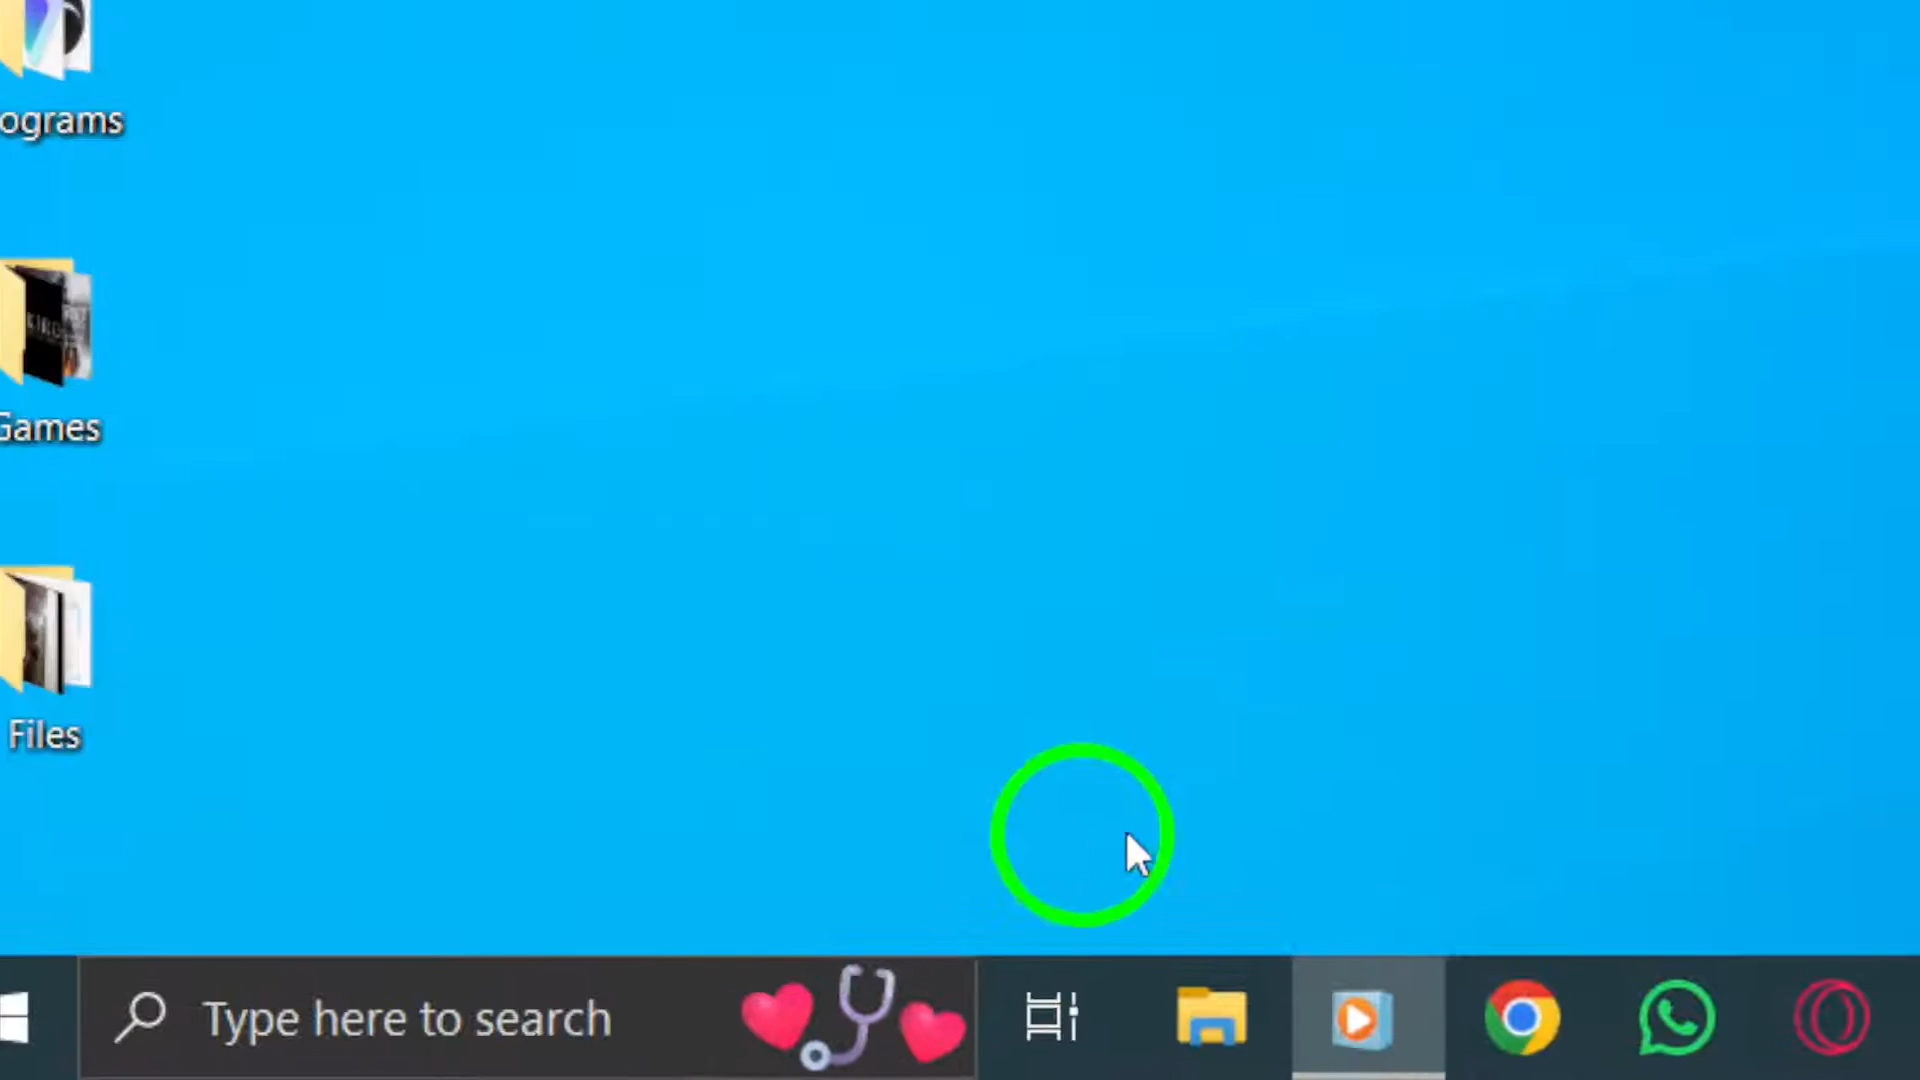 ograms
Games
Files
Type here to search